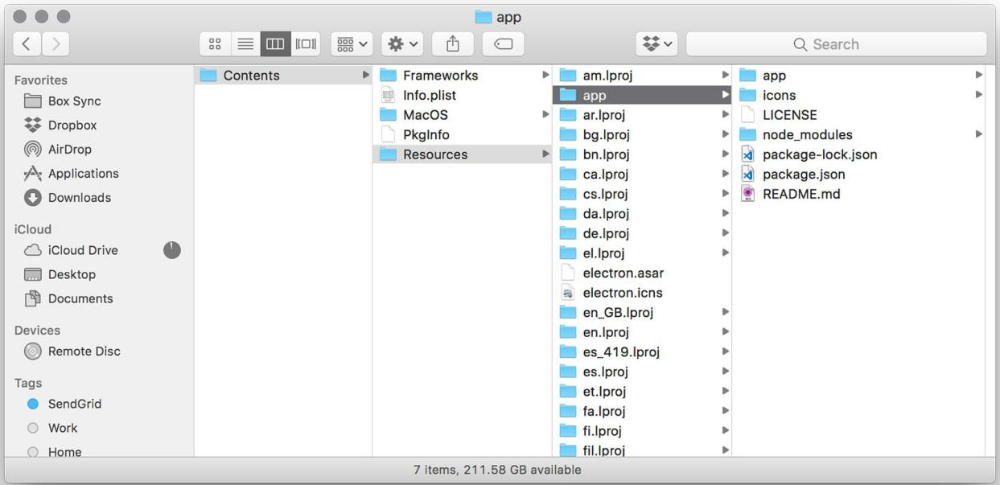 app
Search
Favorites
Box Sync
Dropbox
AirDrop
Applications
Downloads
iCloud
iCloud Drive
Desktop
Documents
Devices
Remote Disc
Tags
SendGrid
Work
Home
Contents
Frameworks
Info.plist
MacOS
PkgInfo
Resources
am.lproj
app
ar.lproj
bg.lproj
bn.lproj
ca.lproj
cs.lproj
da.lproj
de.lproj
el.lproj
electron.asar
electron.icns
en_GB.lproj
en.lproj
es_419.lproj
es.lproj
et.lproj
fa.lproj
fi.lproj
fil.lproj
app
icons
LICENSE
node_modules
package-lock.json
package.json
README.md
7 items, 211.58 GB available